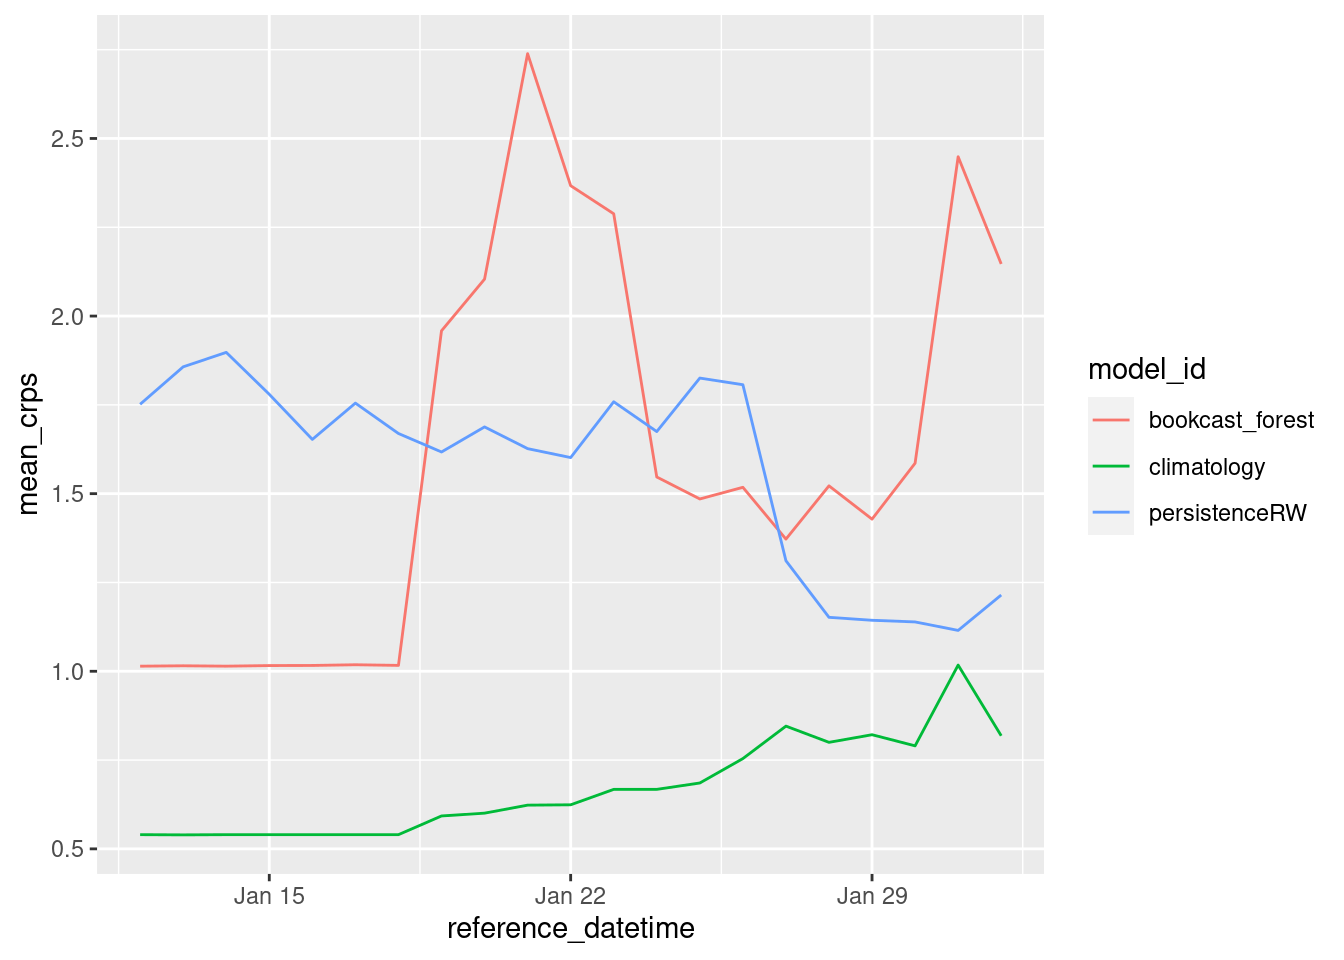 mean_crps
2.5
2.0
1.5
1.0
0.5
Jan 15
Jan 22
Jan 29
reference_datetime
model_id
bookcast_forest
climatology
persistenceRW